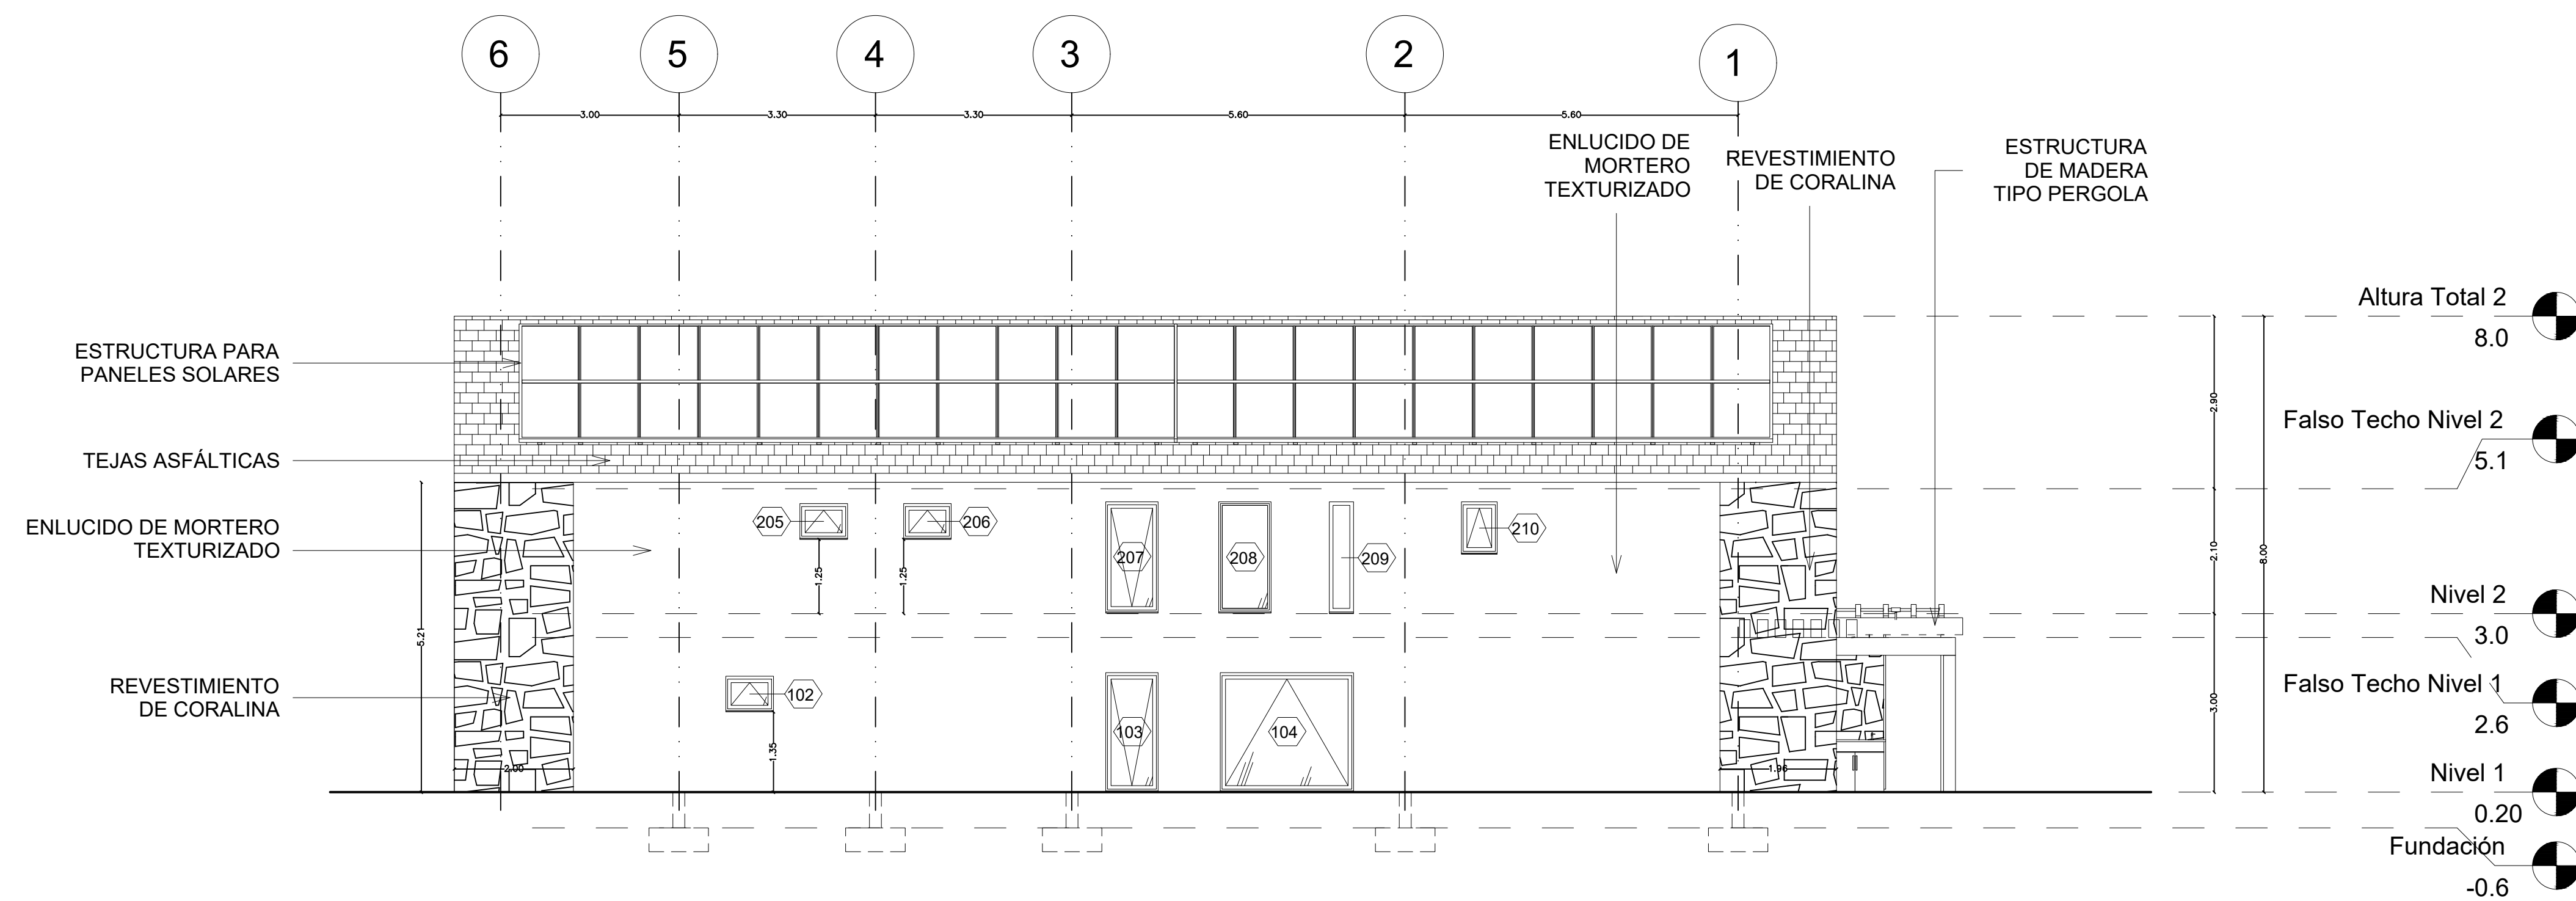 6
5
4
3
2
1
3.00
3.30
3.30
5.60
5.60
ENLUCIDO DE
MORTERO
TEXTURIZADO
REVESTIMIENTO
DE CORALINA
ESTRUCTURA
DE MADERA
TIPO PERGOLA
ESTRUCTURA PARA
PANELES SOLARES
TEJAS ASFÁLTICAS
ENLUCIDO DE MORTERO
TEXTURIZADO
REVESTIMIENTO
DE CORALINA
5.21
2.00
205
206
1.25
1.25
207
208
209
210
102
1.35
103
104
1.96
2.90
2.10
3.00
8.00
Altura Total 2
8.0
Falso Techo Nivel 2
5.1
Nivel 2
3.0
Falso Techo Nivel 1
2.6
Nivel 1
0.20
Fundación
-0.6